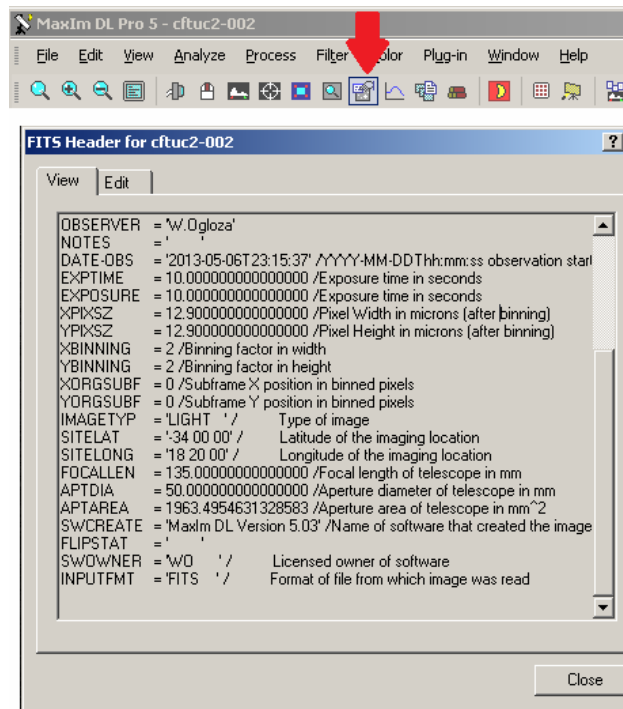 MaxIm DL Pro 5 - cftuc2-002
File Edit View Analyze Process Filter Color Plug-in Window Help
FITS Header for cftuc2-002
View Edit
OBSERVER = 'W.Ogloza'
NOTES = ' '
DATE-OBS = '2013-05-06T23:15:37' /YYYY-MM-DDThh:mm:ss observation start
EXPTIME = 10.000000000000000 /Exposure time in seconds
EXPOSURE = 10.000000000000000 /Exposure time in seconds
XPIXSZ = 12.900000000000000 /Pixel Width in microns (after binning)
YPIXSZ = 12.900000000000000 /Pixel Height in microns (after binning)
XBINNING = 2 /Binning factor in width
YBINNING = 2 /Binning factor in height
XORGSUBF = 0 /Subframe X position in binned pixels
YORGSUBF = 0 /Subframe Y position in binned pixels
IMAGETYP = 'LIGHT ' / Type of image
SITELAT = '-34 00 00' / Latitude of the imaging location
SITELONG = '18 20 00' / Longitude of the imaging location
FOCALLEN = 135.00000000000000 /Focal length of telescope in mm
APTDIA = 50.000000000000000 /Aperture diameter of telescope in mm
APTAREA = 1963.4954631328583 /Aperture area of telescope in mm^2
SWCREATE = 'MaxIm DL Version 5.03' /Name of software that created the image
FLIPSTAT = ' '
SWOWNER = 'WO ' / Licensed owner of software
INPUTFMT = 'FITS ' / Format of file from which image was read
Close